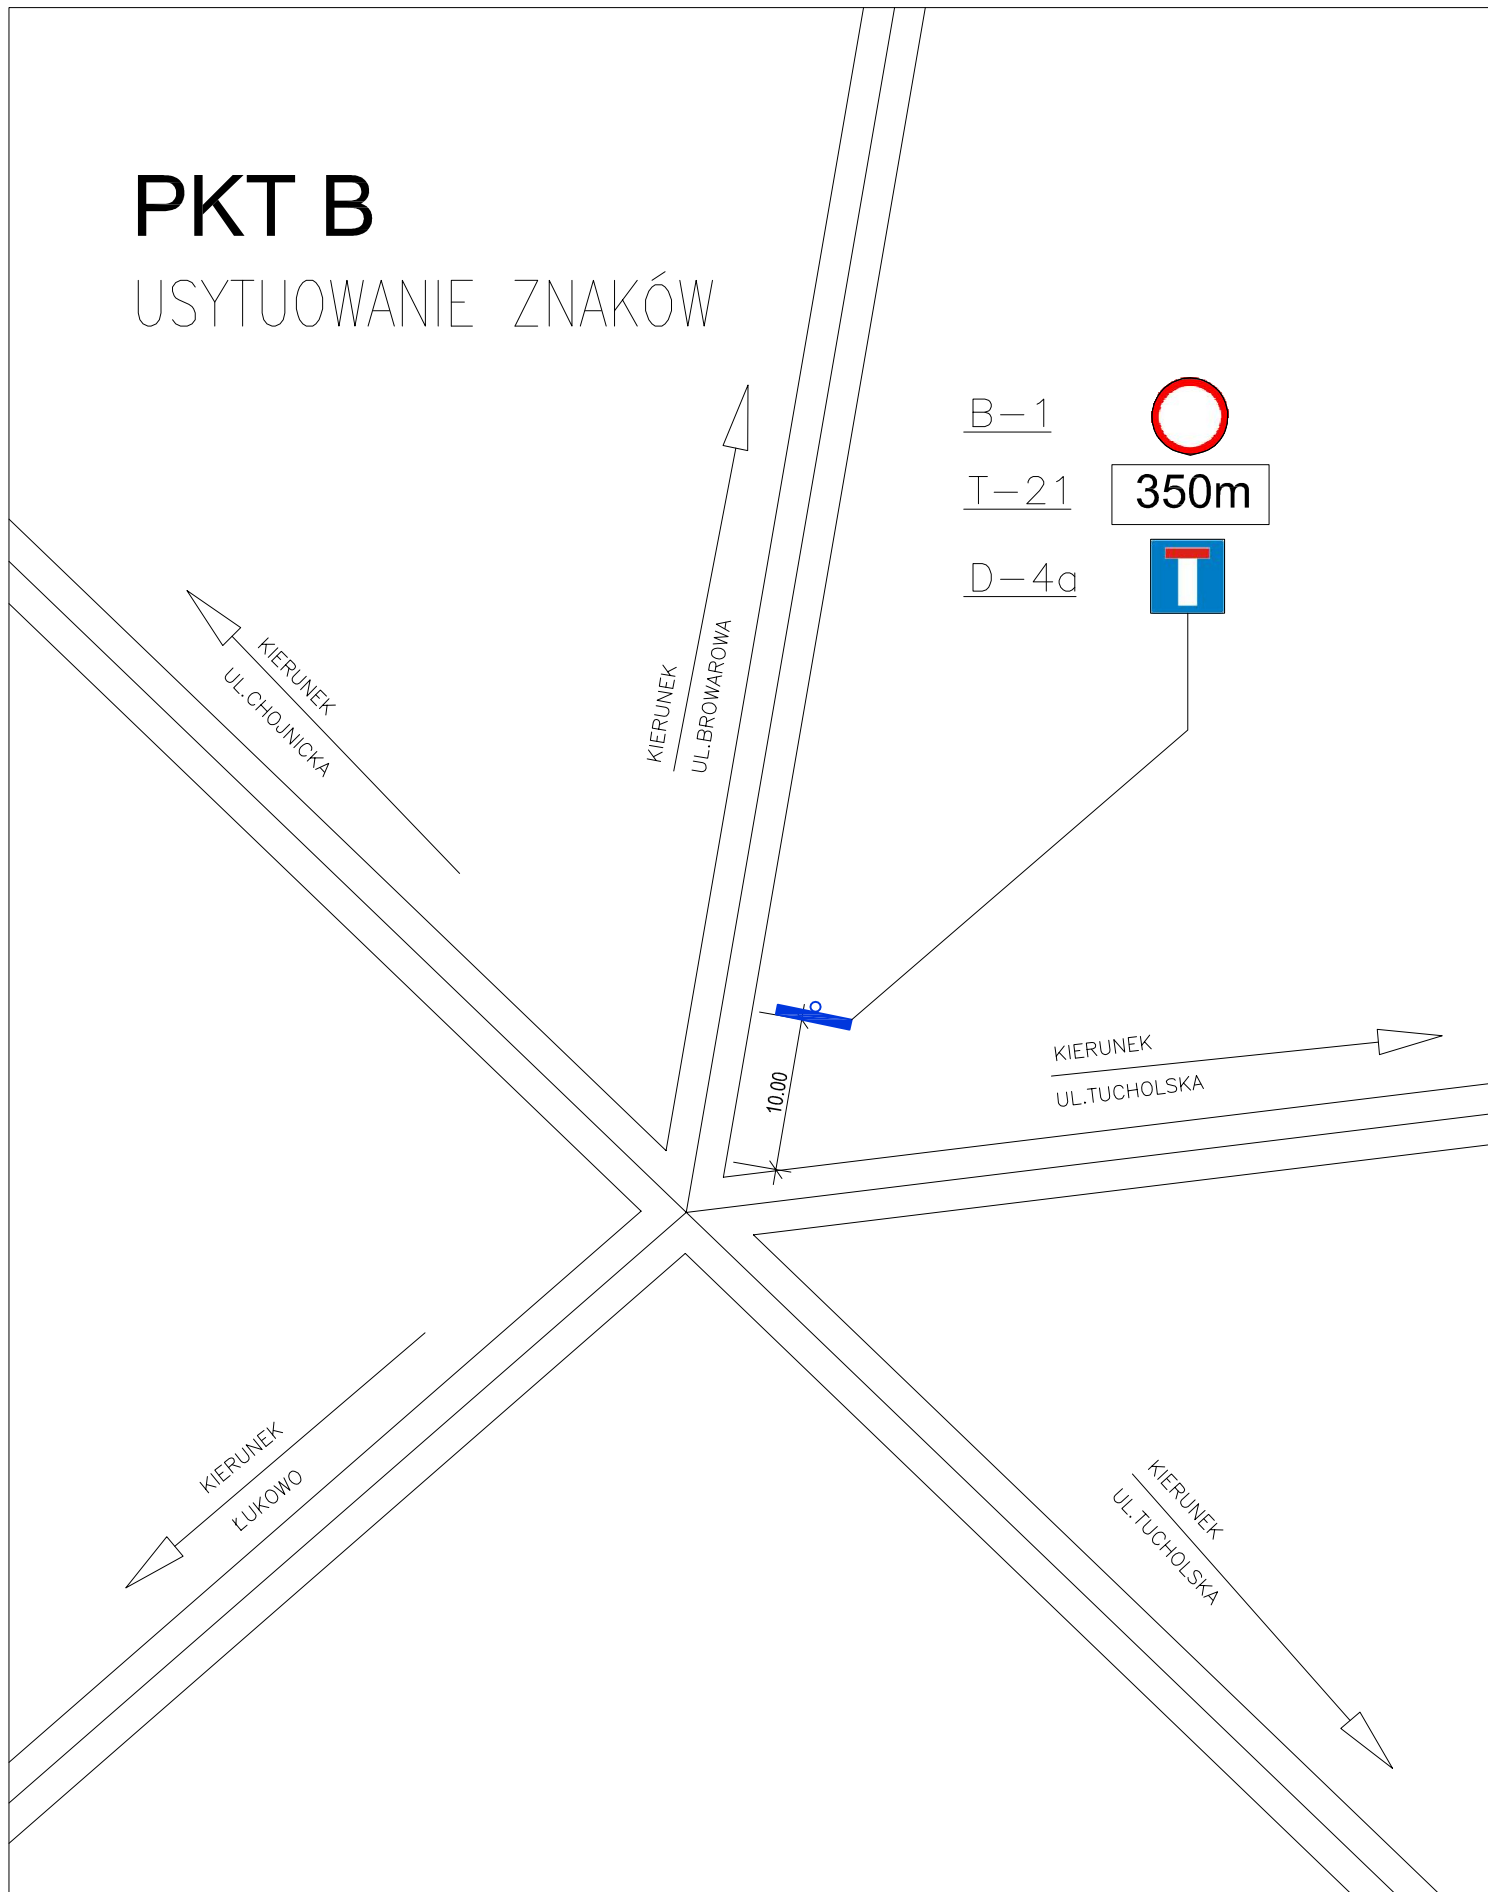 PKT B
USYTUOWANIE ZNAKÓW
B-1
T-21
350m
D-4a
KIERUNEK
UL.CHOJNICKA
KIERUNEK
UL.BROWAROWA
10.00
KIERUNEK
UL.TUCHOLSKA
KIERUNEK
ŁUKOWO
KIERUNEK
UL.TUCHOLSKA